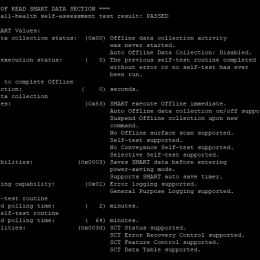 OF READ SMART DATA SECTION ===
all-health self-assessment test result: PASSED
ART Values:
ta collection status: (0x00) Offline data collection activity
was never started.
Auto Offline Data Collection: Disabled.
execution status: ( 0) The previous self-test routine completed
without error or no self-test has ever
been run.
to complete Offline
ction: ( 0) seconds.
ta collection
es: (0x53) SMART execute Offline immediate.
Auto Offline data collection on/off suppo
Suspend Offline collection upon new
command.
No Offline surface scan supported.
Self-test supported.
No Conveyance Self-test supported.
Selective Self-test supported.
bilities: (0x0003) Saves SMART data before entering
power-saving mode.
Supports SMART auto save timer.
ing capability: (0x01) Error logging supported.
General Purpose Logging supported.
-test routine
d polling time: ( 2) minutes.
elf-test routine
d polling time: ( 64) minutes.
lities: (0x003d) SCT Status supported.
SCT Error Recovery Control supported.
SCT Feature Control supported.
SCT Data Table supported.